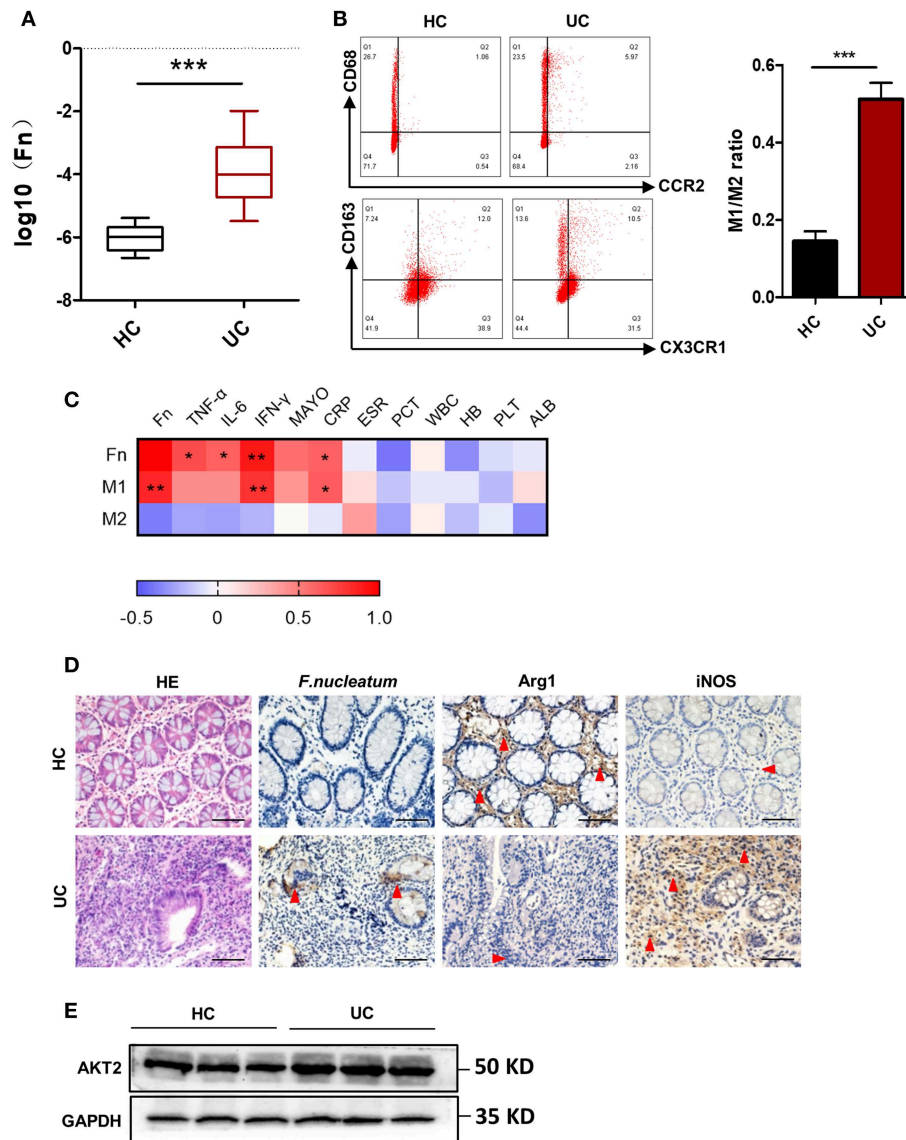 A
log10 (Fn)
0
-2
-4
-6
-8
***
HC
UC
B
HC
UC
CD68
Q1
26.7
Q2
1.06
Q4
71.7
Q3
0.54
Q1
23.5
Q2
5.97
Q4
68.4
Q3
2.16
CCR2
CD163
Q1
7.24
Q2
12.0
Q4
41.9
Q3
38.9
Q1
13.6
Q2
10.5
Q4
44.4
Q3
31.5
CX3CR1
M1/M2 ratio
0.6
0.4
0.2
0.0
***
HC
UC
C
Fn TNF-α IL-6 IFN-γ MAYO CRP ESR PCT WBC HB PLT ALB
Fn * * ** *
M1 ** ** *
M2
-0.5 0 0.5 1.0
D
HE F.nucleatum Arg1 iNOS
HC
UC
E
HC UC
AKT2 50 KD
GAPDH 35 KD